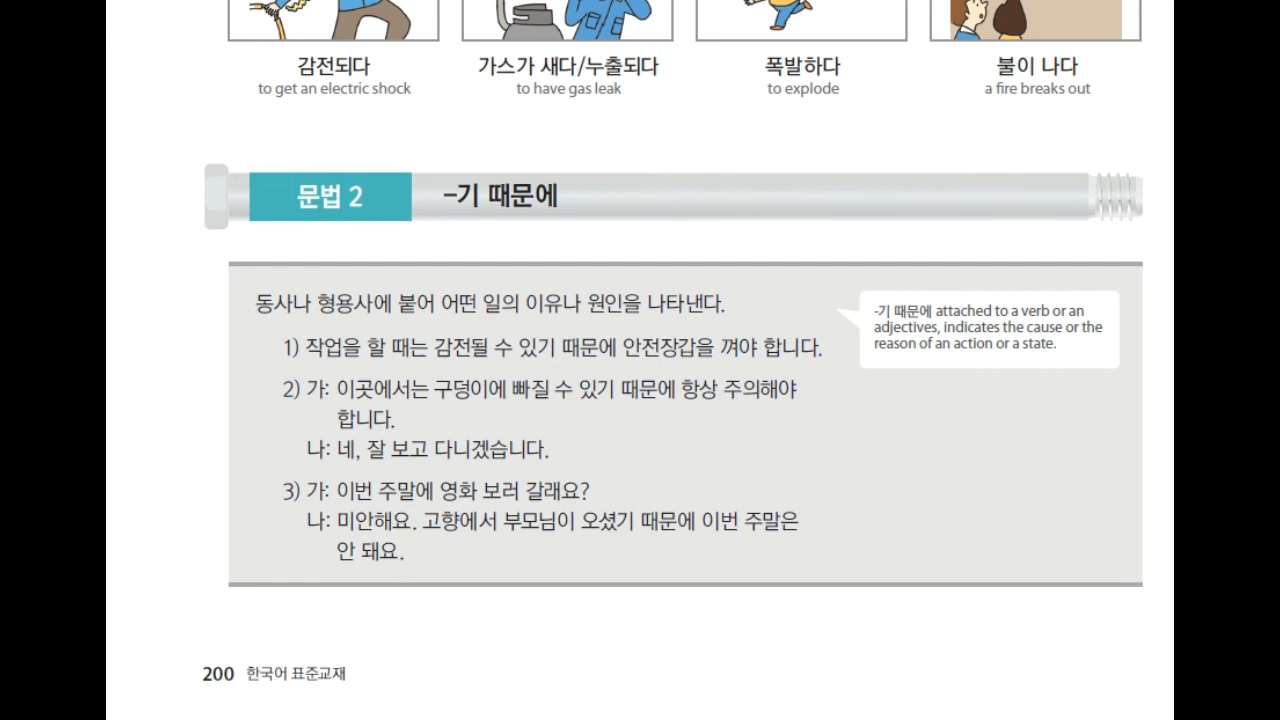 감전되다
to get an electric shock
가스가 새다/누출되다
to have gas leak
폭발하다
to explode
불이 나다
a fire breaks out
문법 2
-기 때문에
동사나 형용사에 붙어 어떤 일의 이유나 원인을 나타낸다.
-기 때문에 attached to a verb or an
adjectives, indicates the cause or the
reason of an action or a state.
1) 작업을 할 때는 감전될 수 있기 때문에 안전장갑을 껴야 합니다.
2) 가: 이곳에서는 구덩이에 빠질 수 있기 때문에 항상 주의해야
합니다.
나: 네, 잘 보고 다니겠습니다.
3) 가: 이번 주말에 영화 보러 갈래요?
나: 미안해요. 고향에서 부모님이 오셨기 때문에 이번 주말은
안 돼요.
200 한국어 표준교재